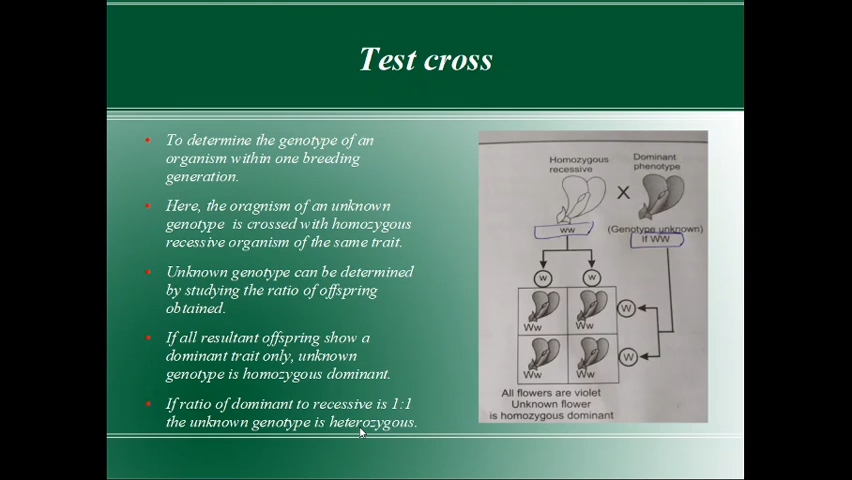 Test cross
To determine the genotype of an
organism within one breeding
generation.
Here, the oragnism of an unknown
genotype is crossed with homozygous
recessive organism of the same trait.
Unknown genotype can be determined
by studying the ratio of offspring
obtained.
If all resultant offspring show a
dominant trait only, unknown
genotype is homozygous dominant.
If ratio of dominant to recessive is 1:1
the unknown genotype is heterozygous.
Homozygous
recessive
Dominant
phenotype
X
ww
(Genotype unknown)
If WW
w w
Ww Ww W
Ww Ww W
All flowers are violet
Unknown flower
is homozygous dominant